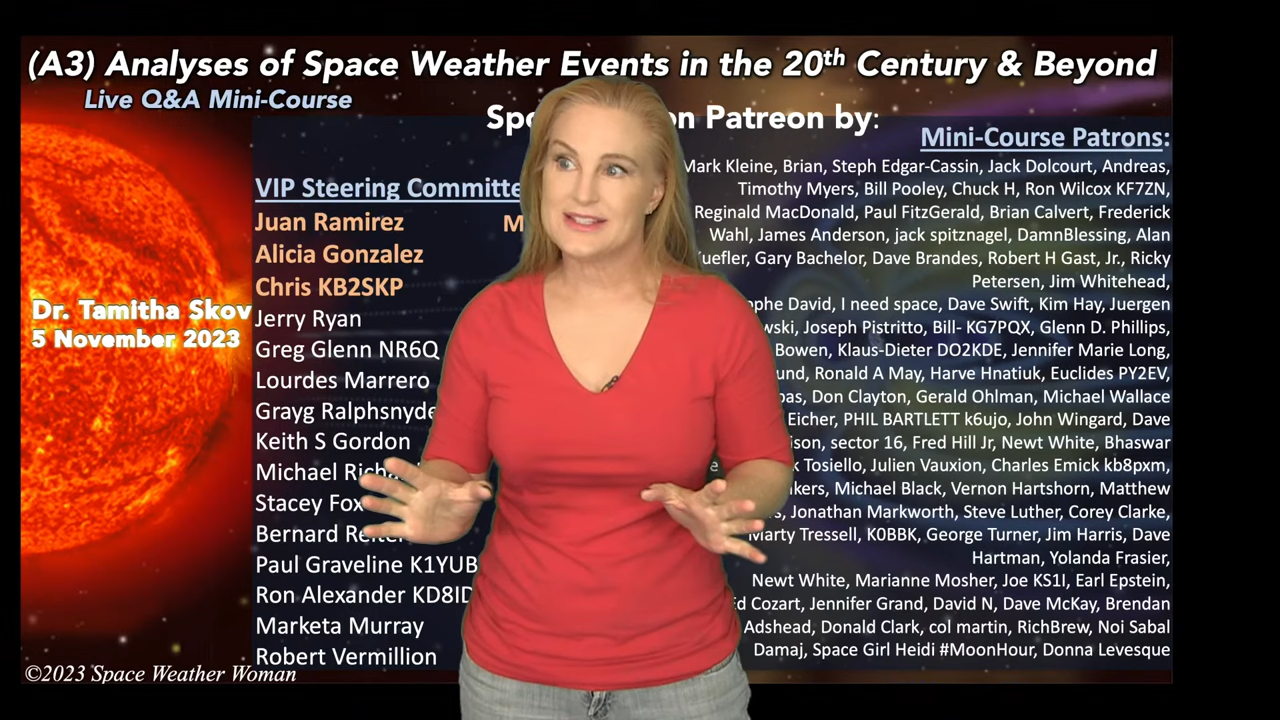 (A3) Analyses of Space Weather Events in the 20th Century & Beyond
Live Q&A Mini-Course
on Patreon by:
Mini-Course Patrons:
Mark Kleine, Brian, Steph Edgar-Cassin, Jack Dolcourt, Andreas,
Timothy Myers, Bill Pooley, Chuck H, Ron Wilcox KF7ZN,
Reginald MacDonald, Paul FitzGerald, Brian Calvert, Frederick
Wahl, James Anderson, jack spitznagel, DamnBlessing, Alan
Gary Bachelor, Dave Brandes, Robert H Gast, Jr., Ricky
Petersen, Jim Whitehead,
David, I need space, Dave Swift, Kim Hay, Juergen
Joseph Pistritto, Bill- KG7PQX, Glenn D. Phillips,
Bowen, Klaus-Dieter DO2KDE, Jennifer Marie Long,
Ronald A May, Harve Hnatiuk, Euclides PY2EV,
Don Clayton, Gerald Ohlman, Michael Wallace
Eicher, PHIL BARTLETT k6ujo, John Wingard, Dave
sector 16, Fred Hill Jr, Newt White, Bhaswar
Tosiello, Julien Vauxion, Charles Emick kb8pxm,
Michael Black, Vernon Hartshorn, Matthew
Jonathan Markworth, Steve Luther, Corey Clarke,
Marty Tressell, K0BBK, George Turner, Jim Harris, Dave
Hartman, Yolanda Frasier,
Newt White, Marianne Mosher, Joe KS1I, Earl Epstein,
Ed Cozart, Jennifer Grand, David N, Dave McKay, Brendan
Adshead, Donald Clark, col martin, RichBrew, Noi Sabal
Damaj, Space Girl Heidi #MoonHour, Donna Levesque
VIP Steering
Juan Ramirez
Alicia Gonzalez
Chris KB2SKP
Jerry Ryan
Greg Glenn NR6Q
Lourdes Marrero
Grayg
Keith S Gordon
Michael
Stacey Fox
Bernard
Paul Graveline K1YUB
Ron Alexander
Marketa Murray
Robert Vermillion
Dr. Tamitha Skov
5 November 2023
©2023 Space Weather Woman